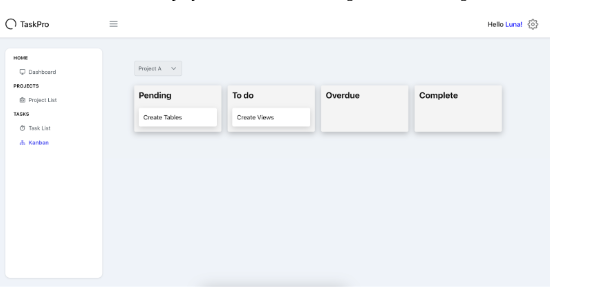 TaskPro
Hello Luna!
HOME
Dashboard
PROJECTS
Project List
TASKS
Task List
Kanban
Project A
Pending
To do
Overdue
Complete
Create Tables
Create Views